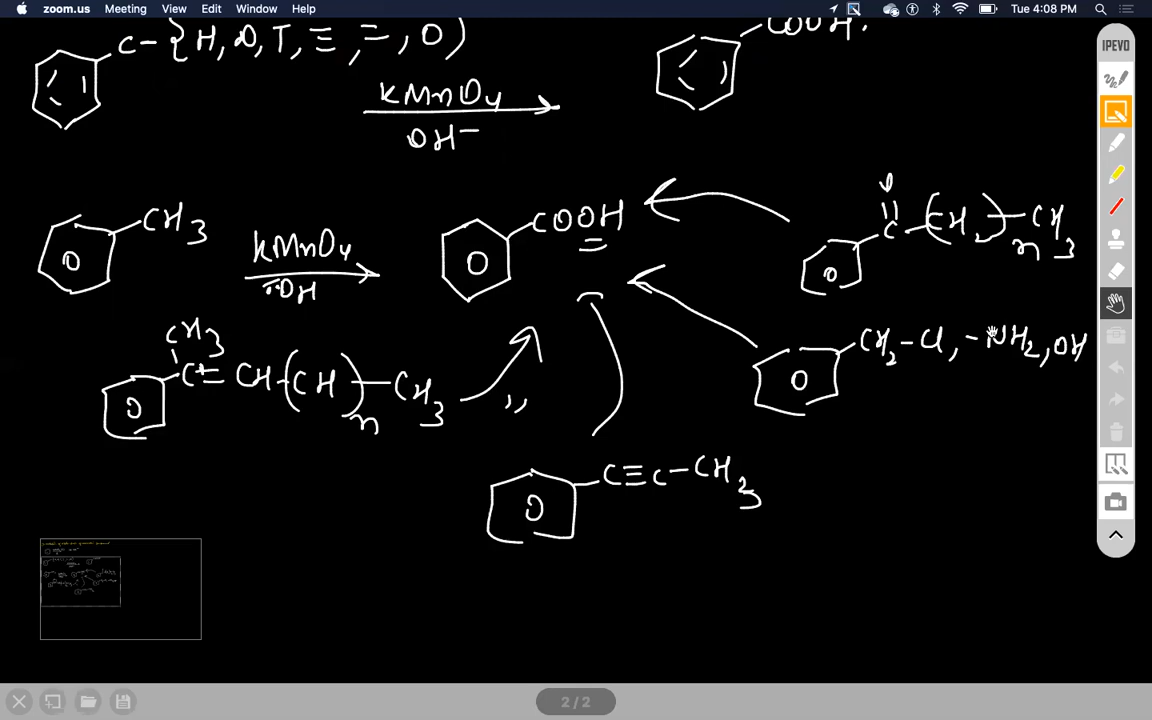 zoom.us Meeting View Edit Window Help Tue 4:08 PM
IPEVO
C-{H, D, T, ≡, =, O)
COOH.
KMnO4
OH-
CH3
KMnO4
OH
COOH
O
C-(CH2)n-CH3
CH3
C=CH-(CH)n-CH3
,,
CH2-Cl, -NH2, OH
C≡C-CH3
2 / 2